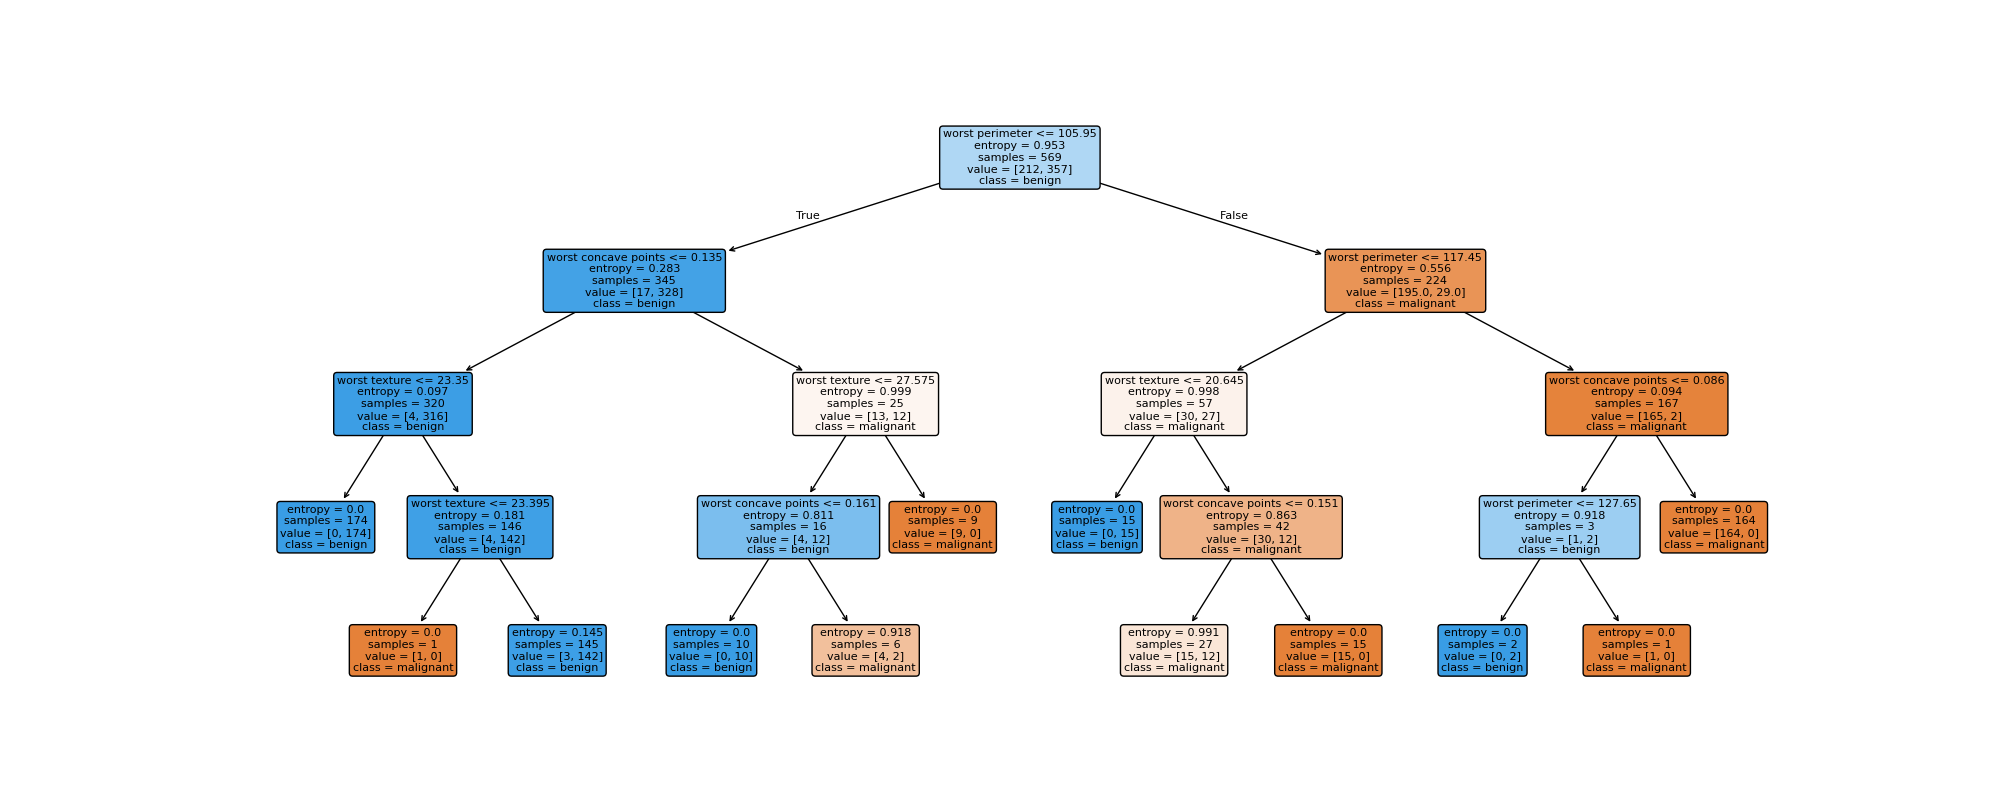 worst perimeter <= 105.95
entropy = 0.953
samples = 569
value = [212, 357]
class = benign
True
False
worst concave points <= 0.135
entropy = 0.283
samples = 345
value = [17, 328]
class = benign
worst perimeter <= 117.45
entropy = 0.556
samples = 224
value = [195.0, 29.0]
class = malignant
worst texture <= 23.35
entropy = 0.097
samples = 320
value = [4, 316]
class = benign
worst texture <= 27.575
entropy = 0.999
samples = 25
value = [13, 12]
class = malignant
worst texture <= 20.645
entropy = 0.998
samples = 57
value = [30, 27]
class = malignant
worst concave points <= 0.086
entropy = 0.094
samples = 167
value = [165, 2]
class = malignant
entropy = 0.0
samples = 174
value = [0, 174]
class = benign
worst texture <= 23.395
entropy = 0.181
samples = 146
value = [4, 142]
class = benign
worst concave points <= 0.161
entropy = 0.811
samples = 16
value = [4, 12]
class = benign
entropy = 0.0
samples = 9
value = [9, 0]
class = malignant
entropy = 0.0
samples = 15
value = [0, 15]
class = benign
worst concave points <= 0.151
entropy = 0.863
samples = 42
value = [30, 12]
class = malignant
worst perimeter <= 127.65
entropy = 0.918
samples = 3
value = [1, 2]
class = benign
entropy = 0.0
samples = 164
value = [164, 0]
class = malignant
entropy = 0.0
samples = 1
value = [1, 0]
class = malignant
entropy = 0.145
samples = 145
value = [3, 142]
class = benign
entropy = 0.0
samples = 10
value = [0, 10]
class = benign
entropy = 0.918
samples = 6
value = [4, 2]
class = malignant
entropy = 0.991
samples = 27
value = [15, 12]
class = malignant
entropy = 0.0
samples = 15
value = [15, 0]
class = malignant
entropy = 0.0
samples = 2
value = [0, 2]
class = benign
entropy = 0.0
samples = 1
value = [1, 0]
class = malignant